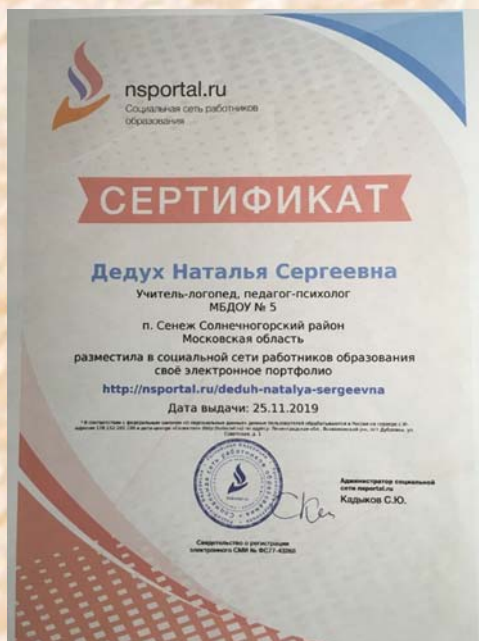 nsportal.ru
Социальная сеть работников
образования
СЕРТИФИКАТ
Дедух Наталья Сергеевна
Учитель-логопед, педагог-психолог
МБДОУ № 5
п. Сенеж Солнечногорский район
Московская область
разместила в социальной сети работников образования
своё электронное портфолио
http://nsportal.ru/deduh-natalya-sergeevna
Дата выдачи: 25.11.2019
Администратор социальной
сети nsportal.ru
Кадыков С.Ю.
Свидетельство о регистрации
электронного СМИ